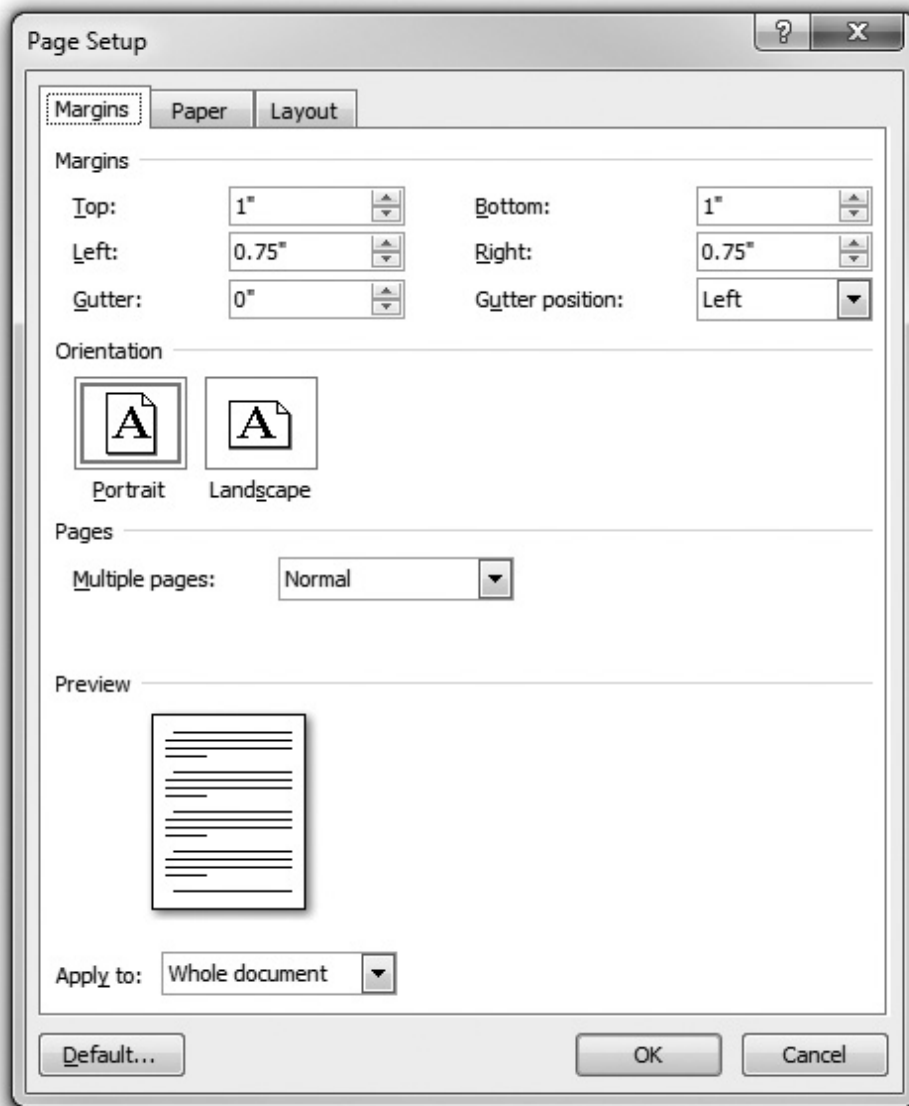 Page Setup
Margins Paper Layout
Margins
Top: 1" Bottom: 1"
Left: 0.75" Right: 0.75"
Gutter: 0" Gutter position: Left
Orientation
A A
Portrait Landscape
Pages
Multiple pages: Normal
Preview
Apply to: Whole document
Default... OK Cancel